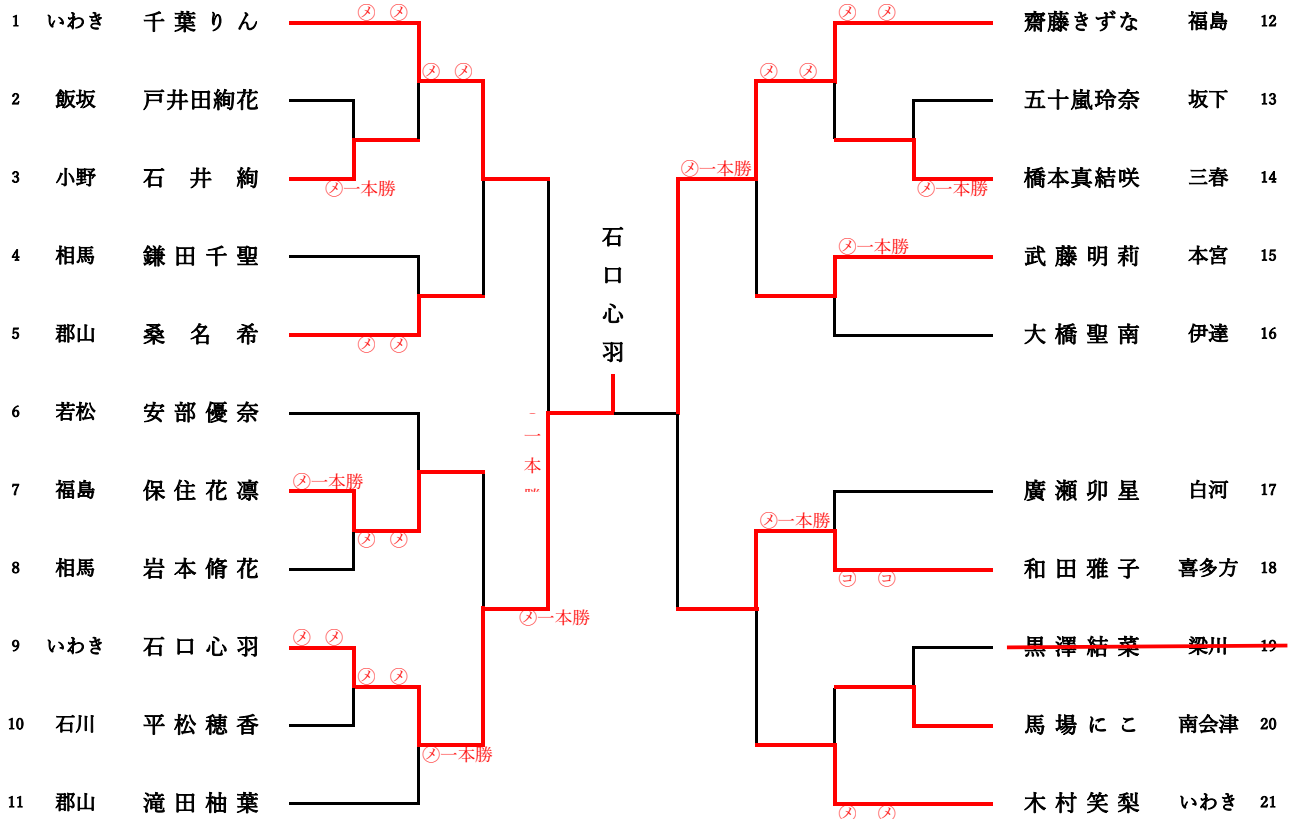 1 いわき 千葉りん
㋱ ㋱
㋱ ㋱
2 飯坂 戸井田絢花
3 小野 石井絢
㋱一本勝
4 相馬 鎌田千聖
5 郡山 桑名希
㋱ ㋱
6 若松 安部優奈
7 福島 保住花凛
㋱一本勝
㋱ ㋱
8 相馬 岩本脩花
9 いわき 石口心羽
㋱ ㋱
㋱ ㋱
10 石川 平松穂香
㋱一本勝
11 郡山 滝田柚葉
㋱一本勝
一本
石口心羽
㋱ ㋱
齋藤きずな 福島 12
㋱ ㋱
五十嵐玲奈 坂下 13
㋱一本勝
橋本真結咲 三春 14
㋱一本勝
㋱一本勝
武藤明莉 本宮 15
大橋聖南 伊達 16
廣瀬卯星 白河 17
㋱一本勝
和田雅子 喜多方 18
㋙ ㋙
黒澤結菜 梁川 19
馬場にこ 南会津 20
木村笑梨 いわき 21
㋱ ㋱